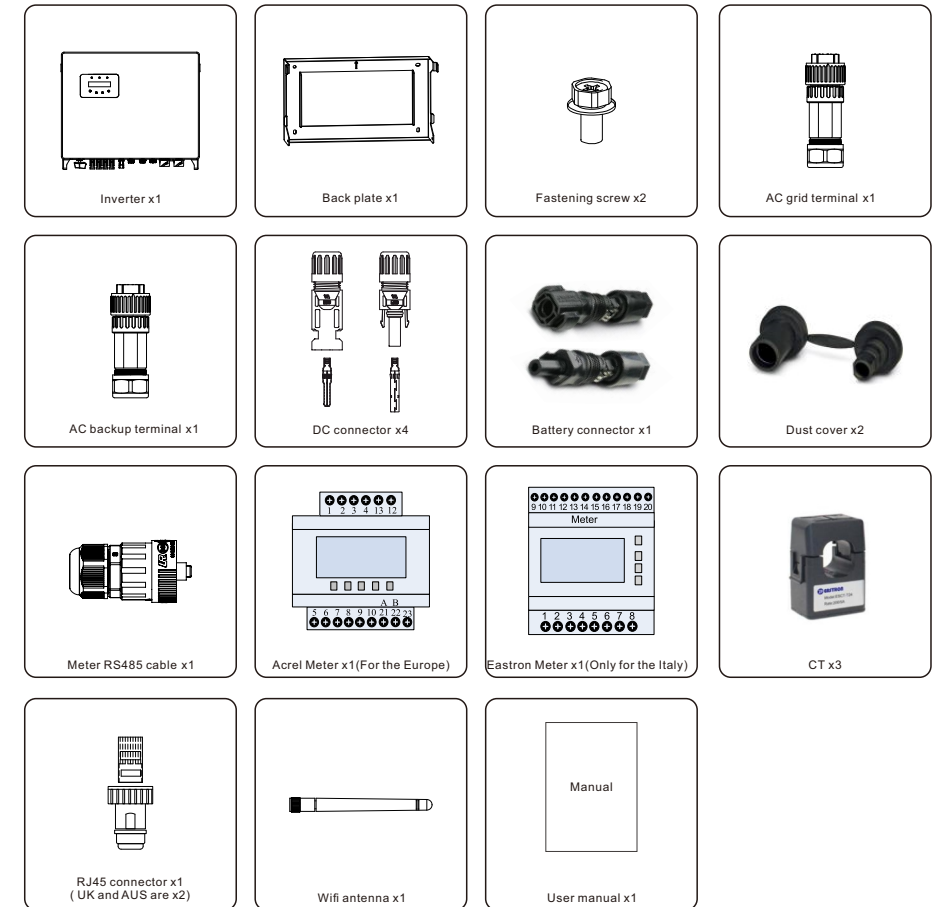 Inverter x1
Back plate x1
Fastening screw x2
AC grid terminal x1
AC backup terminal x1
DC connector x4
Battery connector x1
Dust cover x2
Meter RS485 cable x1
1 2 3 4 13 12
A B
5 6 7 8 9 10 21 22 23
Acrel Meter x1(For the Europe)
9 10 11 12 13 14 15 16 17 18 19 20
Meter
1 2 3 4 5 6 7 8
Eastron Meter x1(Only for the Italy)
EASTRON
CT x3
RJ45 connector x1
( UK and AUS are x2)
Wifi antenna x1
Manual
User manual x1